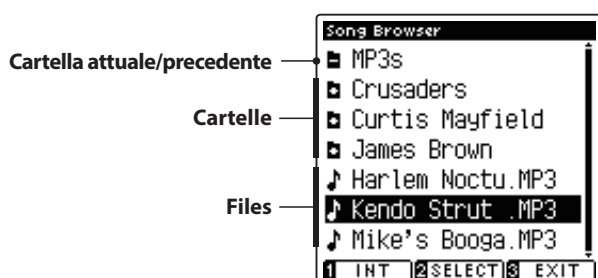 Song Browser
Cartella attuale/precedente
MP3s
Cartelle
Crusaders
Curtis Mayfield
James Brown
Files
Harlem Noctu.MP3
Kendo Strut .MP3
Mike's Booga.MP3
1 INT 2 SELECT 3 EXIT